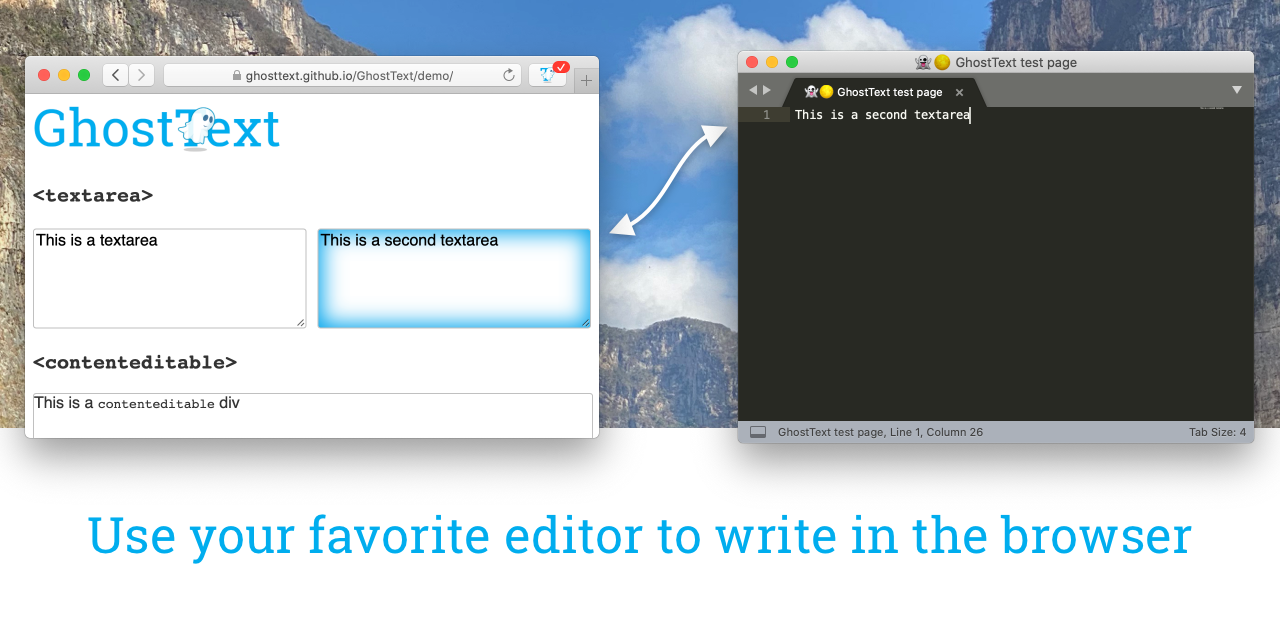 ghosttext.github.io/GhostText/demo/
GhostText
<textarea>
This is a textarea
This is a second textarea
<contenteditable>
This is a contenteditable div
GhostText test page
GhostText test page
1 This is a second textarea
GhostText test page, Line 1, Column 26
Tab Size: 4
Use your favorite editor to write in the browser